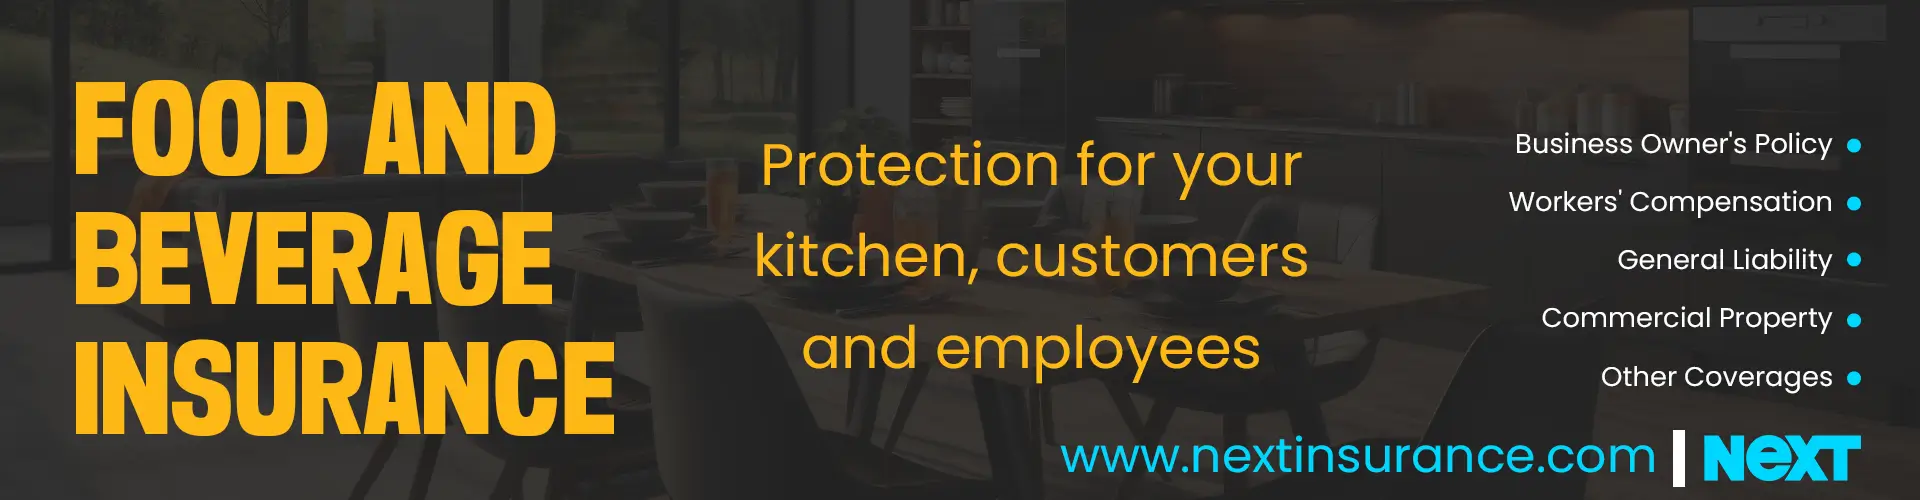 FOOD AND
BEVERAGE
INSURANCE
Protection for your
kitchen, customers
and employees
Business Owner's Policy
Workers' Compensation
General Liability
Commercial Property
Other Coverages
www.nextinsurance.com
NEXT